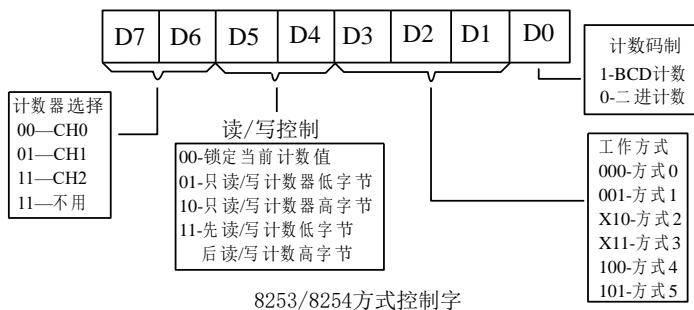 D7 D6 D5 D4 D3 D2 D1 D0
计数码制
1-BCD计数
0-二进计数
计数器选择
00—CH0
01—CH1
11—CH2
11—不用
读/写控制
00-锁定当前计数值
01-只读/写计数器低字节
10-只读/写计数器高字节
11-先读/写计数低字节
后读/写计数高字节
工作方式
000-方式0
001-方式1
X10-方式2
X11-方式3
100-方式4
101-方式5
8253/8254方式控制字